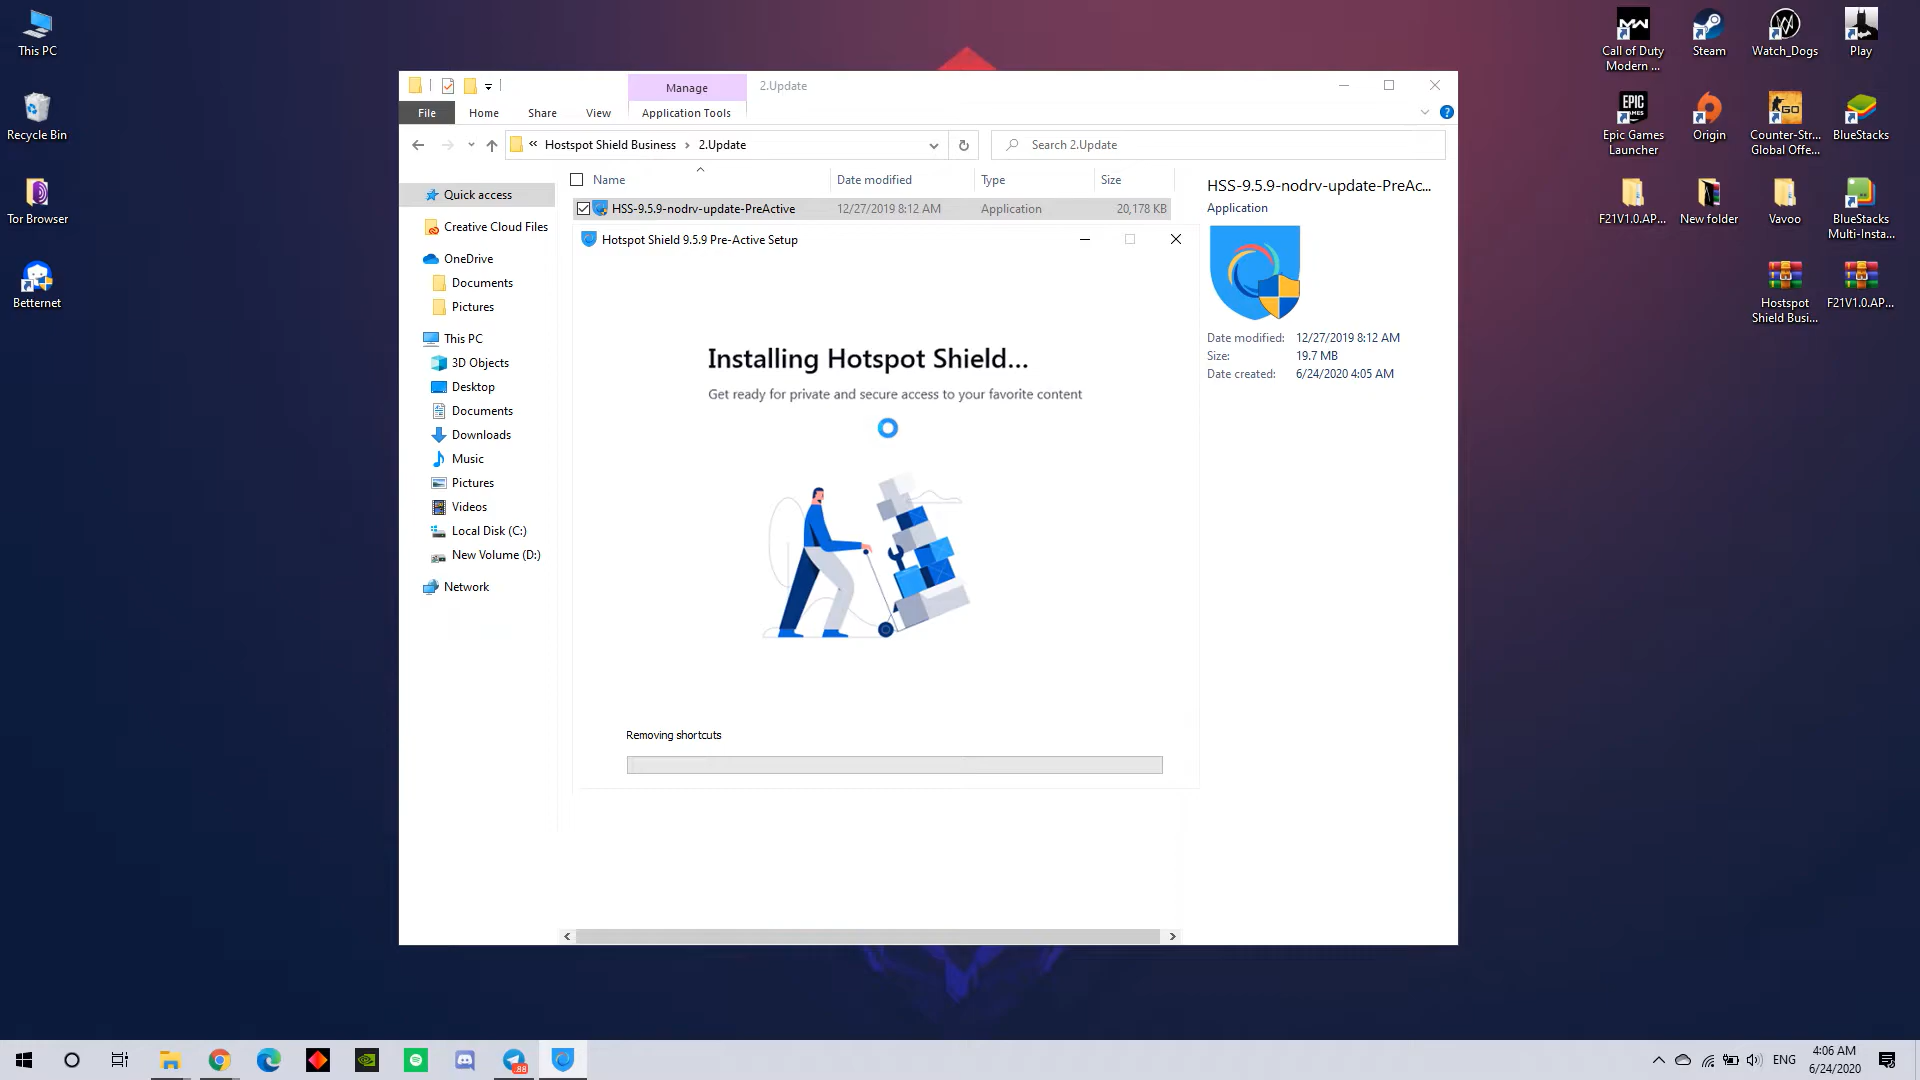 This PC
Recycle Bin
Tor Browser
Betternet
Manage
2.Update
File
Home
Share
View
Application Tools
?
« Hostspot Shield Business › 2.Update
Search 2.Update
Name
Date modified
Type
Size
HSS-9.5.9-nodrv-update-PreActive
12/27/2019 8:12 AM
Application
20,178 KB
Quick access
Creative Cloud Files
OneDrive
Documents
Pictures
This PC
3D Objects
Desktop
Documents
Downloads
Music
Pictures
Videos
Local Disk (C:)
New Volume (D:)
Network
Hotspot Shield 9.5.9 Pre-Active Setup
Installing Hotspot Shield...
Get ready for private and secure access to your favorite content
Removing shortcuts
HSS-9.5.9-nodrv-update-PreAc...
Application
Date modified: 12/27/2019 8:12 AM
Size: 19.7 MB
Date created: 6/24/2020 4:05 AM
Call of Duty
Modern ...
Steam
Watch_Dogs
Play
EPIC
GAMES
Epic Games
Launcher
Origin
GO
Counter-Str...
Global Offe...
BlueStacks
F21V1.0.AP...
New folder
Vavoo
BlueStacks
Multi-Insta...
Hostspot
Shield Busi...
F21V1.0.AP...
88
ENG
4:06 AM
6/24/2020